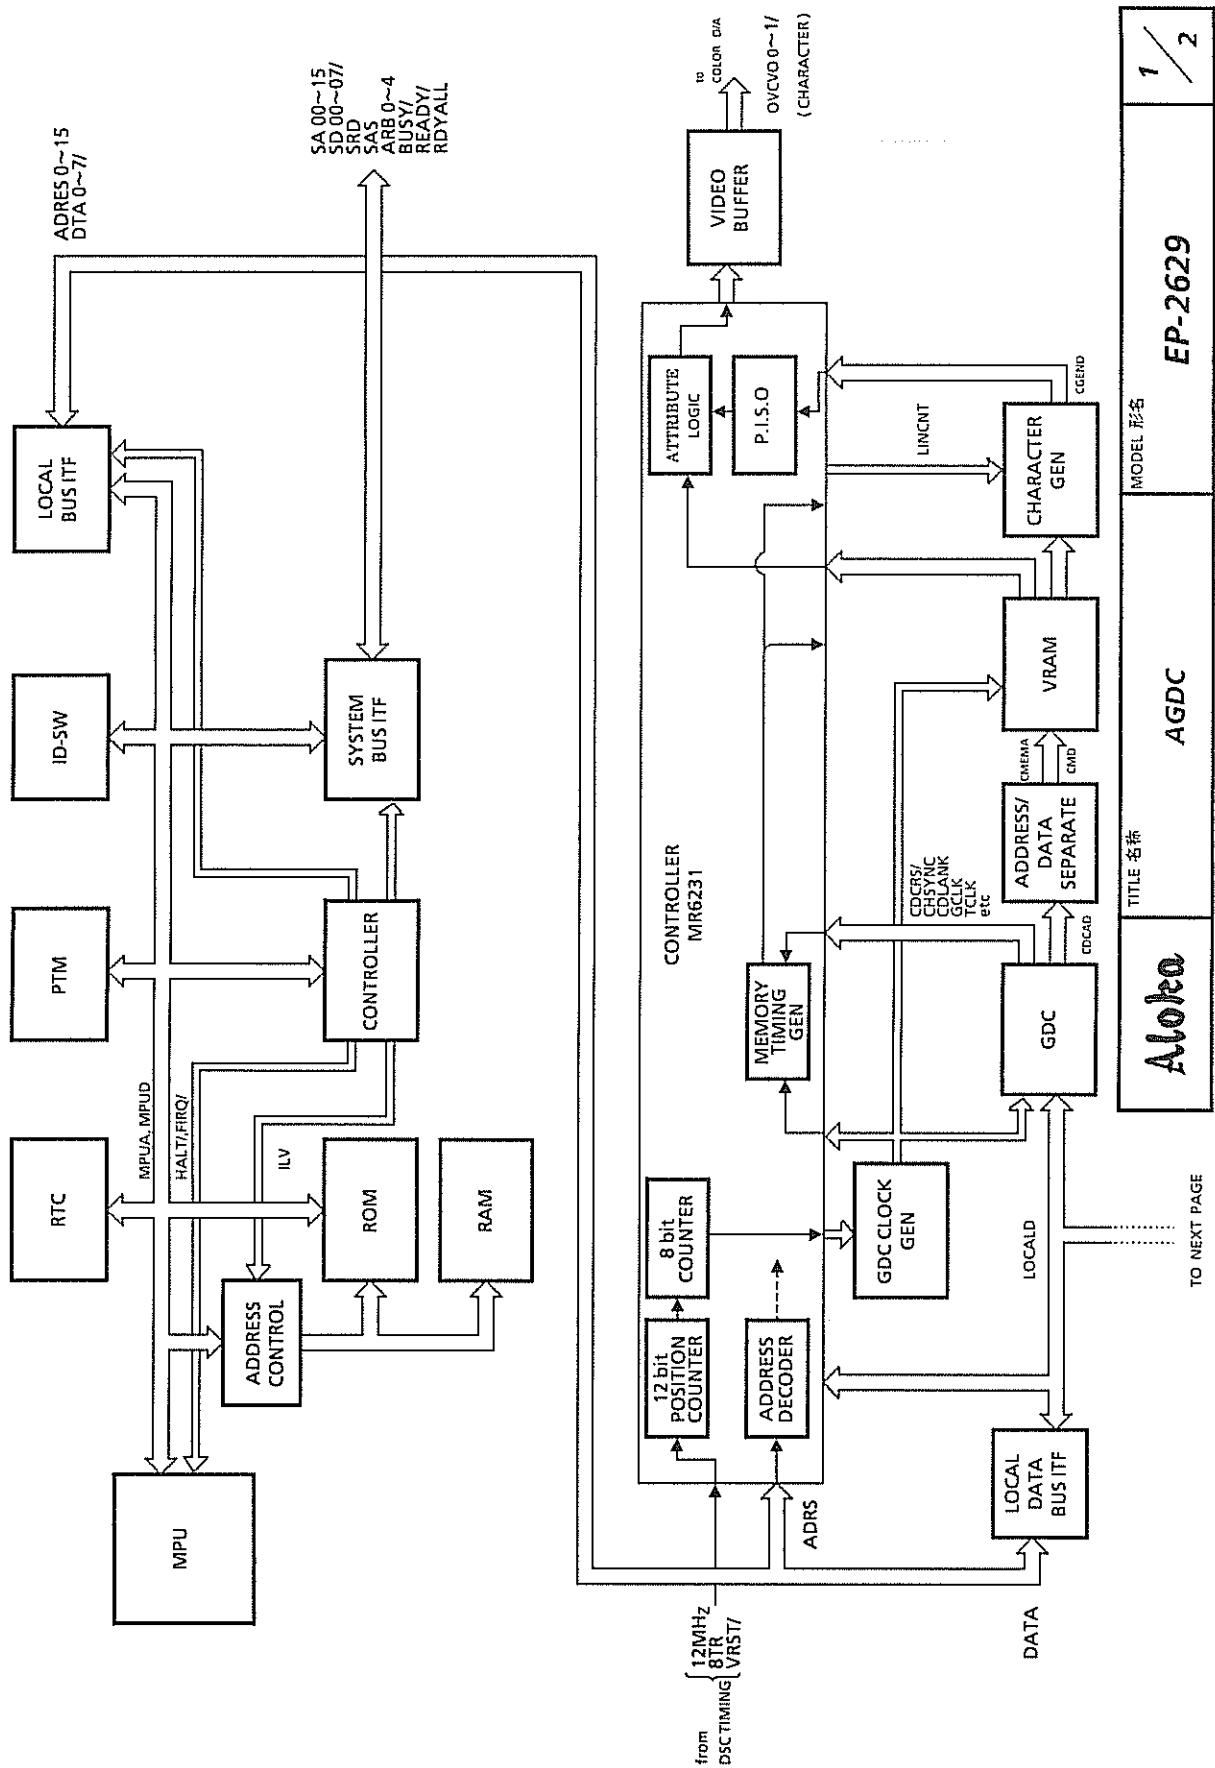 MPU
RTC
PTM
ID-SW
LOCAL
BUS ITF
ADRES 0~15
DTA 0~7/
MPUA, MPUD
HALT/,FIRQ/
ILV
ADDRESS
CONTROL
ROM
RAM
CONTROLLER
SYSTEM
BUS ITF
SA 00~15
SD 00~07/
SRD
SAS
ARB 0~4
BUSY/
READY/
RDYALL
from
DSC TIMING
12MHz
8TR
VRST/
ADRS
DATA
CONTROLLER
MR6231
12 bit
POSITION
COUNTER
8 bit
COUNTER
ADDRESS
DECODER
MEMORY
TIMING
GEN
ATTRIBUTE
LOGIC
P.I.S.O
VIDEO
BUFFER
to
COLOR D/A
OVCVO 0~1/
(CHARACTER)
GDC CLOCK
GEN
CDCRS/
CHSYNC
CDLANK
GCLK
TCLK
etc
LINCNT
CGEND
LOCAL
DATA
BUS ITF
LOCALD
GDC
CDCAD
ADDRESS/
DATA
SEPARATE
CMEMA
CMD
VRAM
CHARACTER
GEN
TO NEXT PAGE
Aloka
TITLE 名称
AGDC
MODEL 形名
EP-2629
1/2